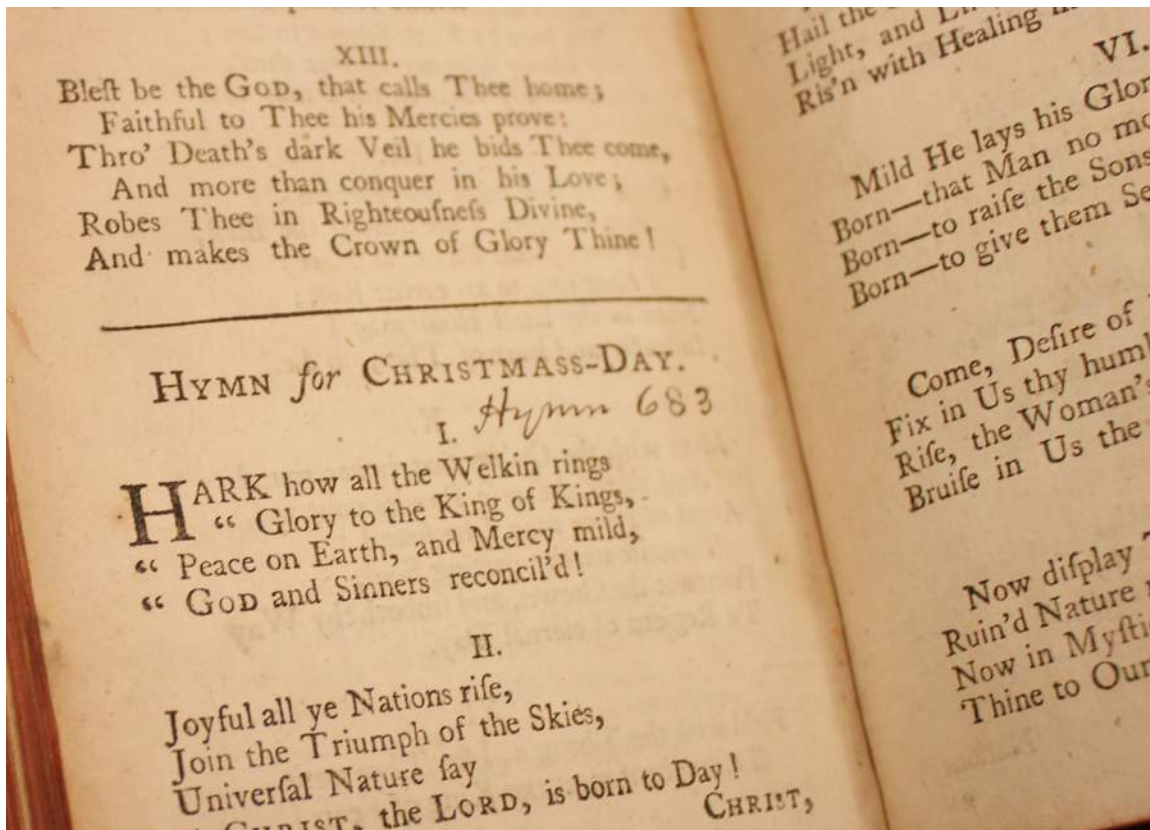 XIII.
Bleſt be the GOD, that calls Thee home;
Faithful to Thee his Mercies prove:
Thro' Death's dark Veil he bids Thee come,
And more than conquer in his Love;
Robes Thee in Righteouſneſs Divine,
And makes the Crown of Glory Thine!
HYMN for CHRISTMASS-DAY.
Hymn 683
I.
HARK how all the Welkin rings
“ Glory to the King of Kings,
“ Peace on Earth, and Mercy mild,
“ GOD and Sinners reconcil'd!
II.
Joyful all ye Nations riſe,
Join the Triumph of the Skies,
Univerſal Nature ſay
CHRIST, the LORD, is born to Day!
CHRIST,
Hail the
Light, and
Ris'n with Healing
VI.
Mild He lays his
Born—that Man no
Born—to raiſe the Sons
Born—to give them
Come, Deſire of
Fix in Us thy
Riſe, the Woman's
Bruiſe in Us the
Now diſplay
Ruin'd Nature
Now in
Thine to Our